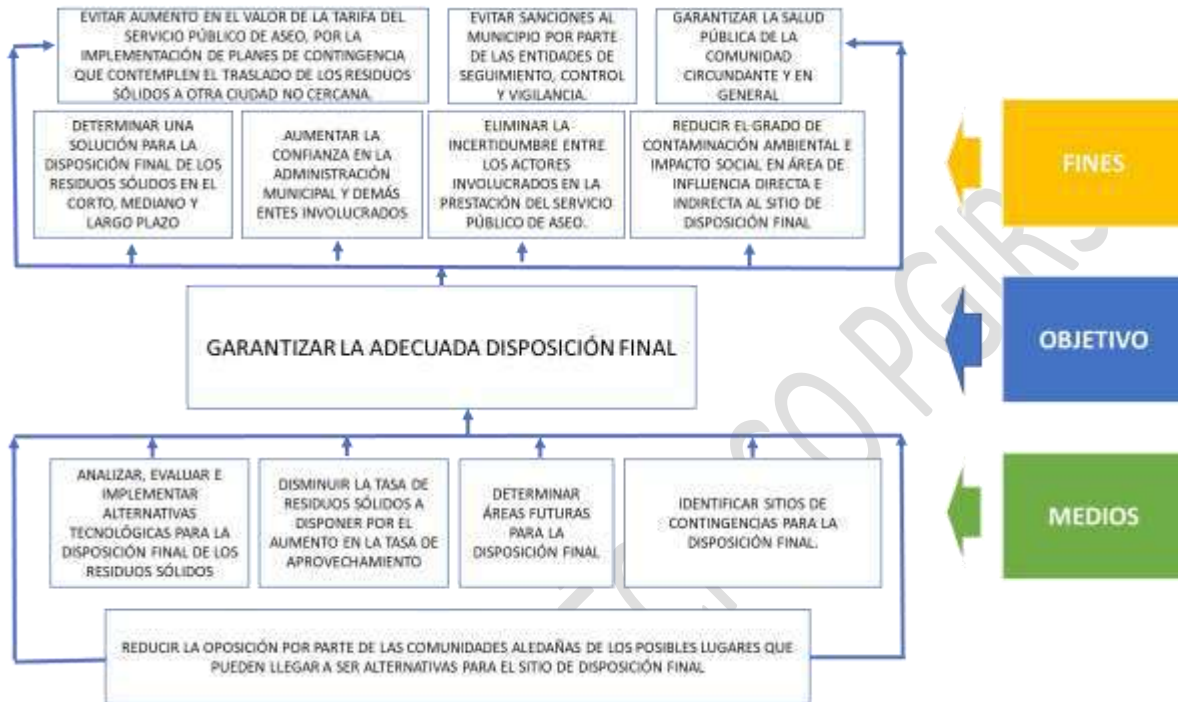 EVITAR AUMENTO EN EL VALOR DE LA TARIFA DEL
SERVICIO PÚBLICO DE ASEO, POR LA
IMPLEMENTACIÓN DE PLANES DE CONTINGENCIA
QUE CONTEMPLEN EL TRASLADO DE LOS RESIDUOS
SÓLIDOS A OTRA CIUDAD NO CERCANA.
EVITAR SANCIONES AL
MUNICIPIO POR PARTE
DE LAS ENTIDADES DE
SEGUIMIENTO, CONTROL
Y VIGILANCIA.
GARANTIZAR LA SALUD
PÚBLICA DE LA
COMUNIDAD
CIRCUNDANTE Y EN
GENERAL
DETERMINAR UNA
SOLUCIÓN PARA LA
DISPOSICIÓN FINAL DE LOS
RESIDUOS SÓLIDOS EN EL
CORTO, MEDIANO Y
LARGO PLAZO
AUMENTAR LA
CONFIANZA EN LA
ADMINISTRACIÓN
MUNICIPAL Y DEMÁS
ENTES INVOLUCRADOS
ELIMINAR LA
INCERTIDUMBRE ENTRE
LOS ACTORES
INVOLUCRADOS EN LA
PRESTACIÓN DEL SERVICIO
PÚBLICO DE ASEO.
REDUCIR EL GRADO DE
CONTAMINACIÓN AMBIENTAL E
IMPACTO SOCIAL EN ÁREA DE
INFLUENCIA DIRECTA E
INDIRECTA AL SITIO DE
DISPOSICIÓN FINAL
FINES
GARANTIZAR LA ADECUADA DISPOSICIÓN FINAL
OBJETIVO
ANALIZAR, EVALUAR E
IMPLEMENTAR
ALTERNATIVAS
TECNOLÓGICAS PARA LA
DISPOSICIÓN FINAL DE LOS
RESIDUOS SÓLIDOS
DISMINUIR LA TASA DE
RESIDUOS SÓLIDOS A
DISPONER POR EL
AUMENTO EN LA TASA DE
APROVECHAMIENTO
DETERMINAR
ÁREAS FUTURAS
PARA LA
DISPOSICIÓN FINAL
IDENTIFICAR SITIOS DE
CONTINGENCIAS PARA LA
DISPOSICIÓN FINAL.
MEDIOS
REDUCIR LA OPOSICIÓN POR PARTE DE LAS COMUNIDADES ALEDAÑAS DE LOS POSIBLES LUGARES QUE
PUEDEN LLEGAR A SER ALTERNATIVAS PARA EL SITIO DE DISPOSICIÓN FINAL